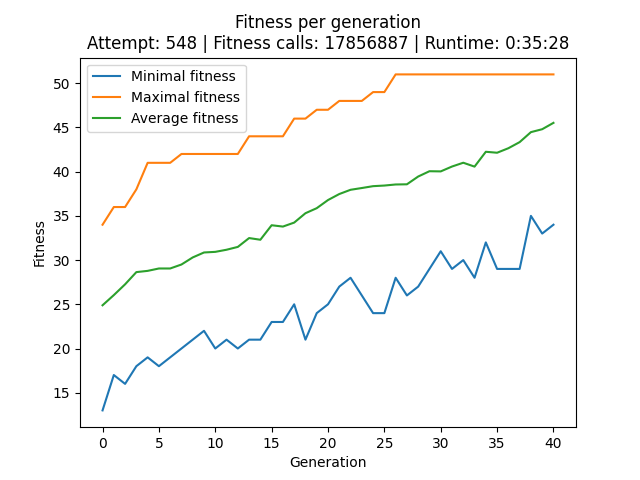 Fitness per generation
Attempt: 548 | Fitness calls: 17856887 | Runtime: 0:35:28
Minimal fitness
Maximal fitness
Average fitness
50
45
40
35
30
25
20
15
Fitness
0 5 10 15 20 25 30 35 40
Generation